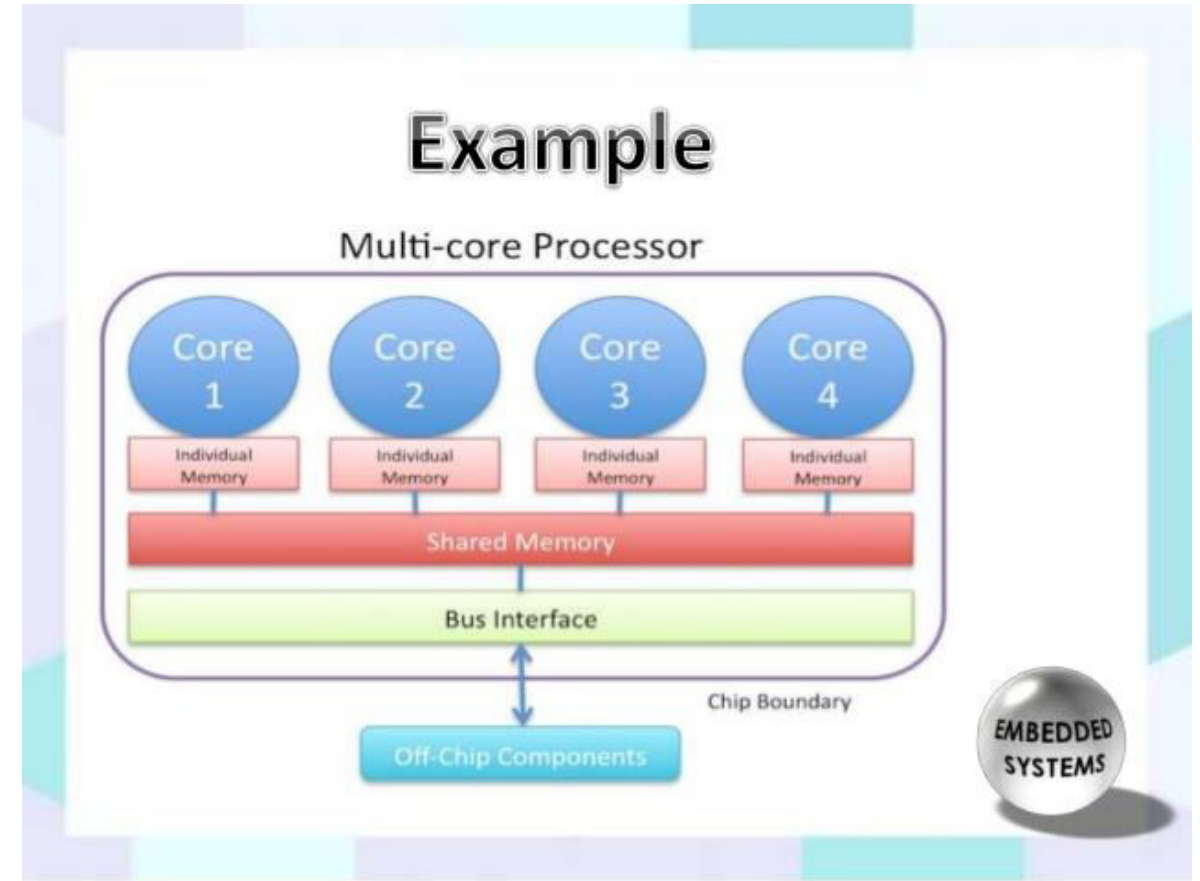 Example
Multi-core Processor
Core
1
Core
2
Core
3
Core
4
Individual
Memory
Individual
Memory
Individual
Memory
Individual
Memory
Shared Memory
Bus Interface
Chip Boundary
Off-Chip Components
EMBEDDED
SYSTEMS